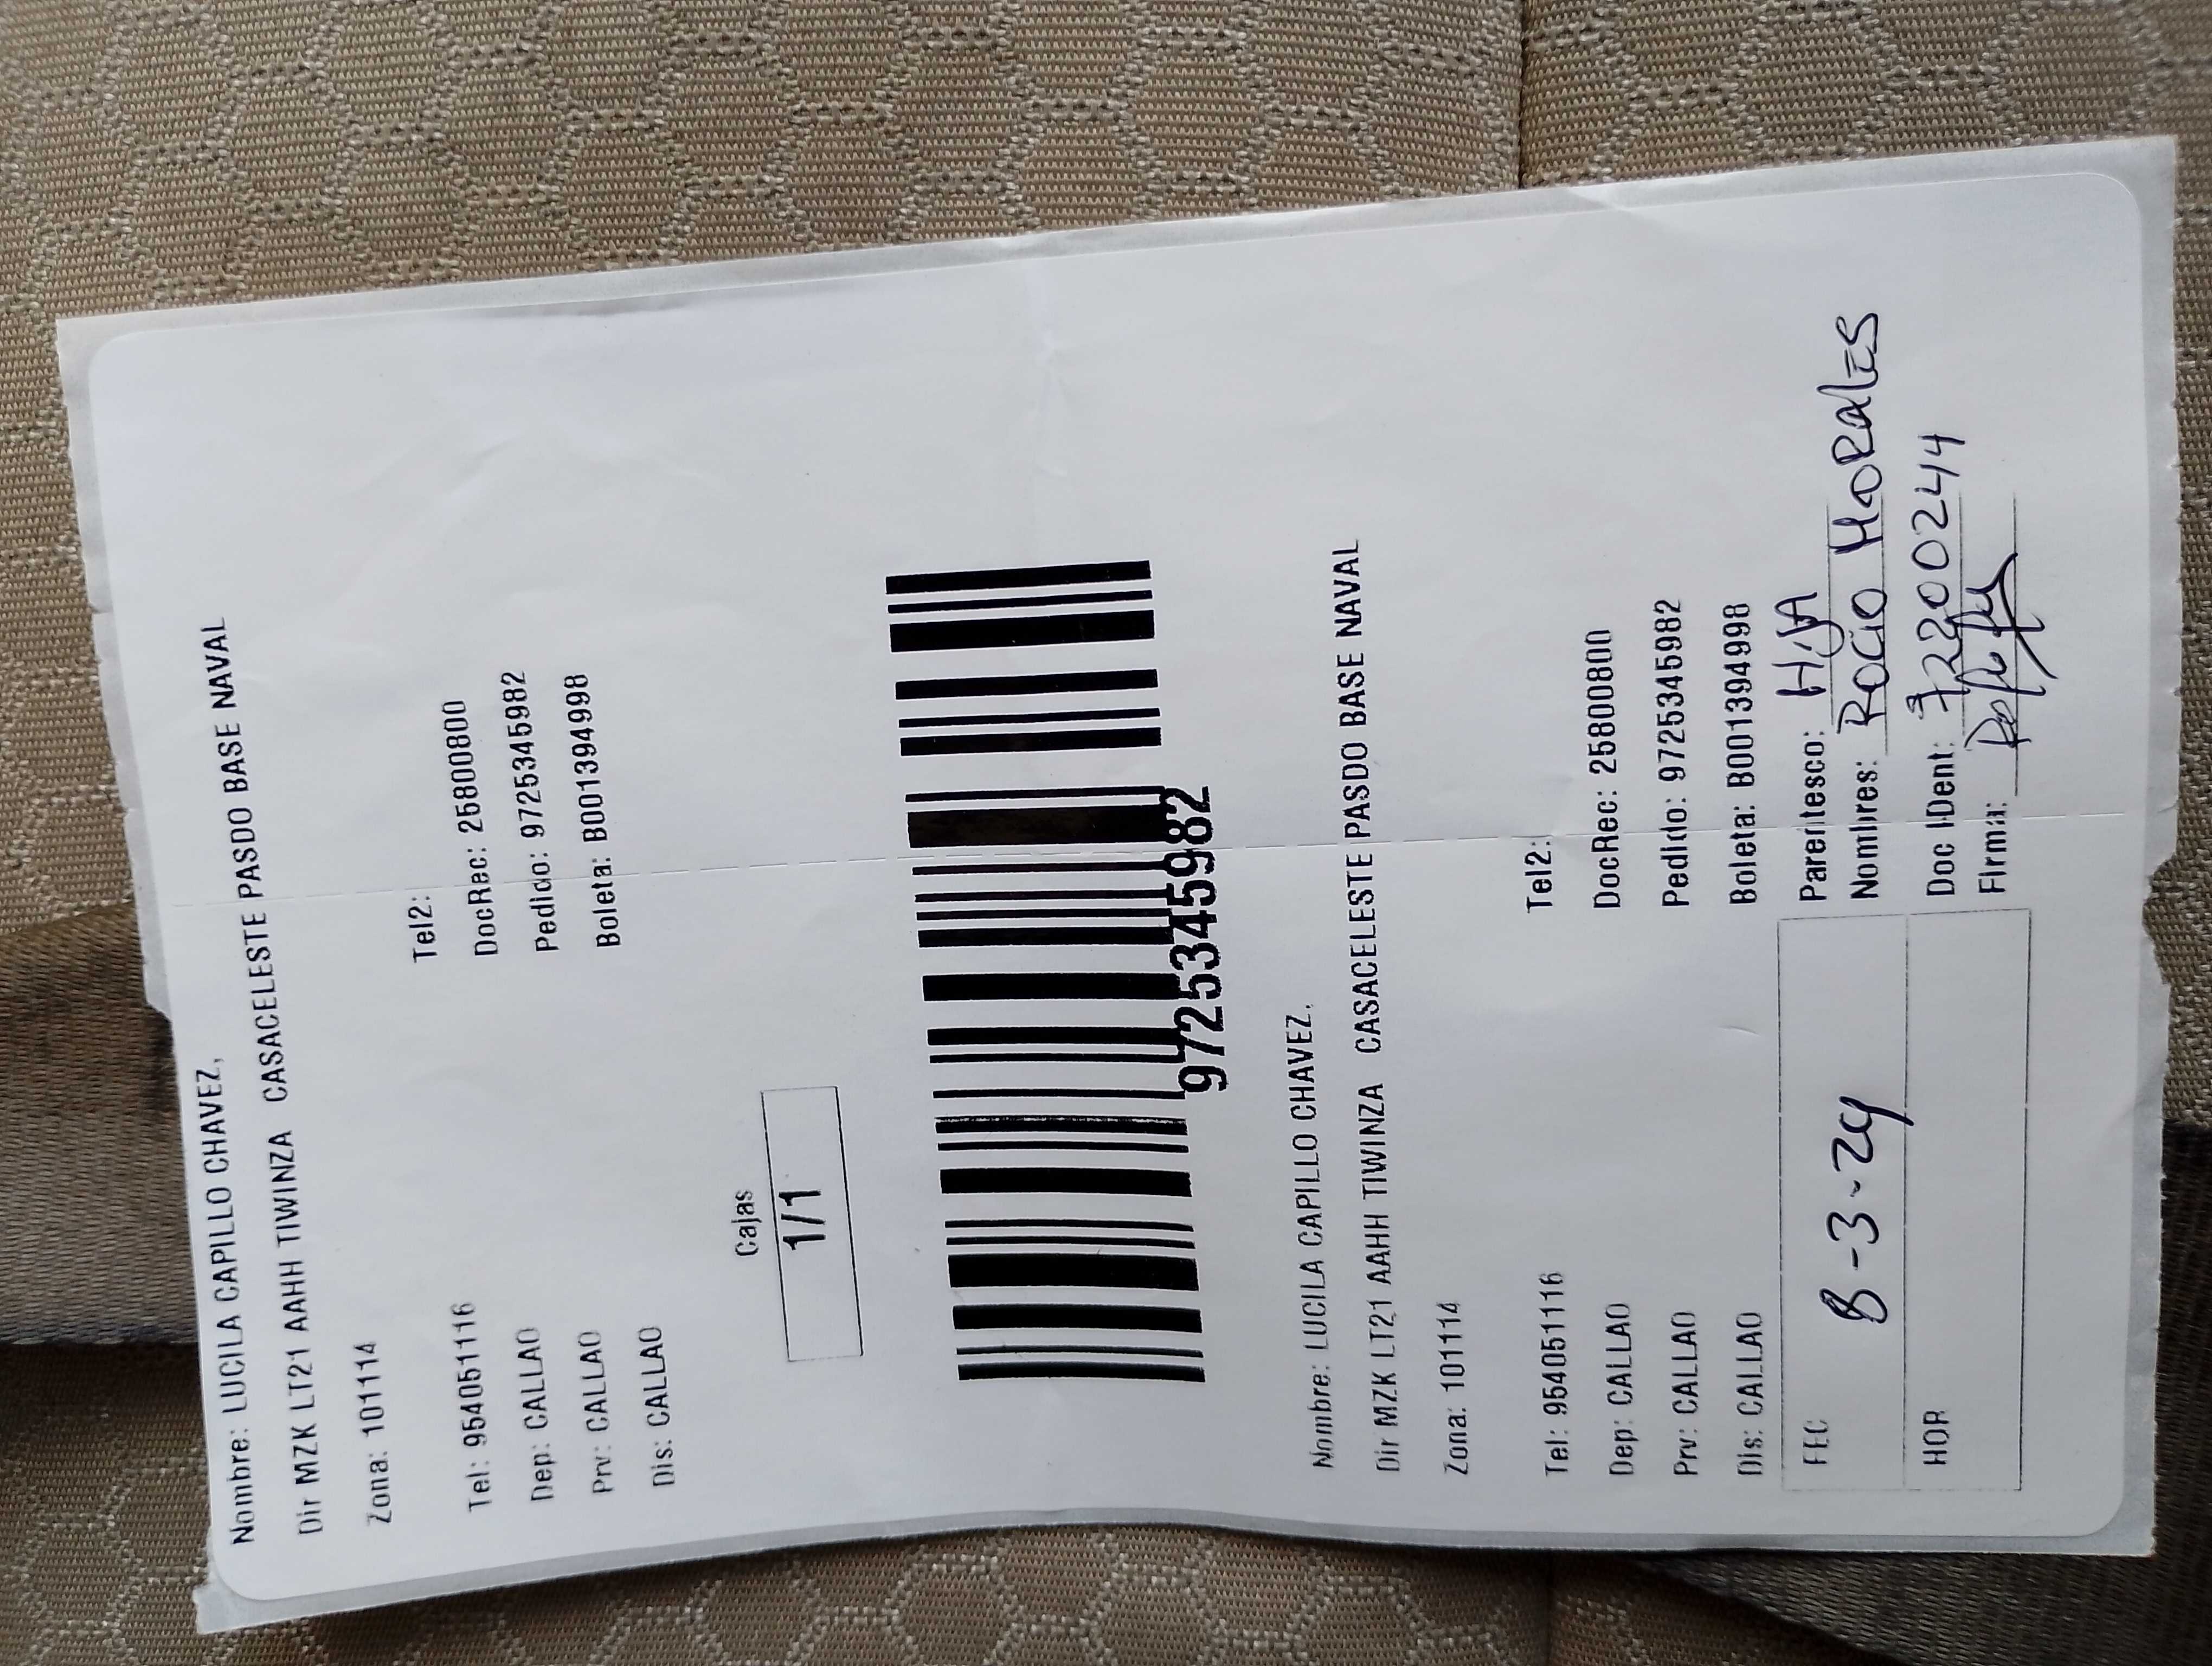 Nombre: LUCILA CAPILLO CHAVEZ,
Dir MZK LT21 AAHH TIWINZA CASACELESTE PASDO BASE NAVAL
Zona: 101114
Tel: 954051116 Tel2:
Dep: CALLAO DocRec: 25800800
Prv: CALLAO Pedido: 9725345982
Dis: CALLAO Boleta: B001394998
Cajas
1/1
9725345982
Nombre: LUCILA CAPILLO CHAVEZ,
Dir MZK LT21 AAHH TIWINZA CASACELESTE PASDO BASE NAVAL
Zona: 101114
Tel: 954051116 Tel2:
Dep: CALLAO DocRec: 25800800
Prv: CALLAO Pedido: 9725345982
Dis: CALLAO Boleta: B001394998
FEC 8-3-24 Parentesco: HIJA
Nombres: ROCIO MORALES
HOR Doc IDent: 72200244
Firma: